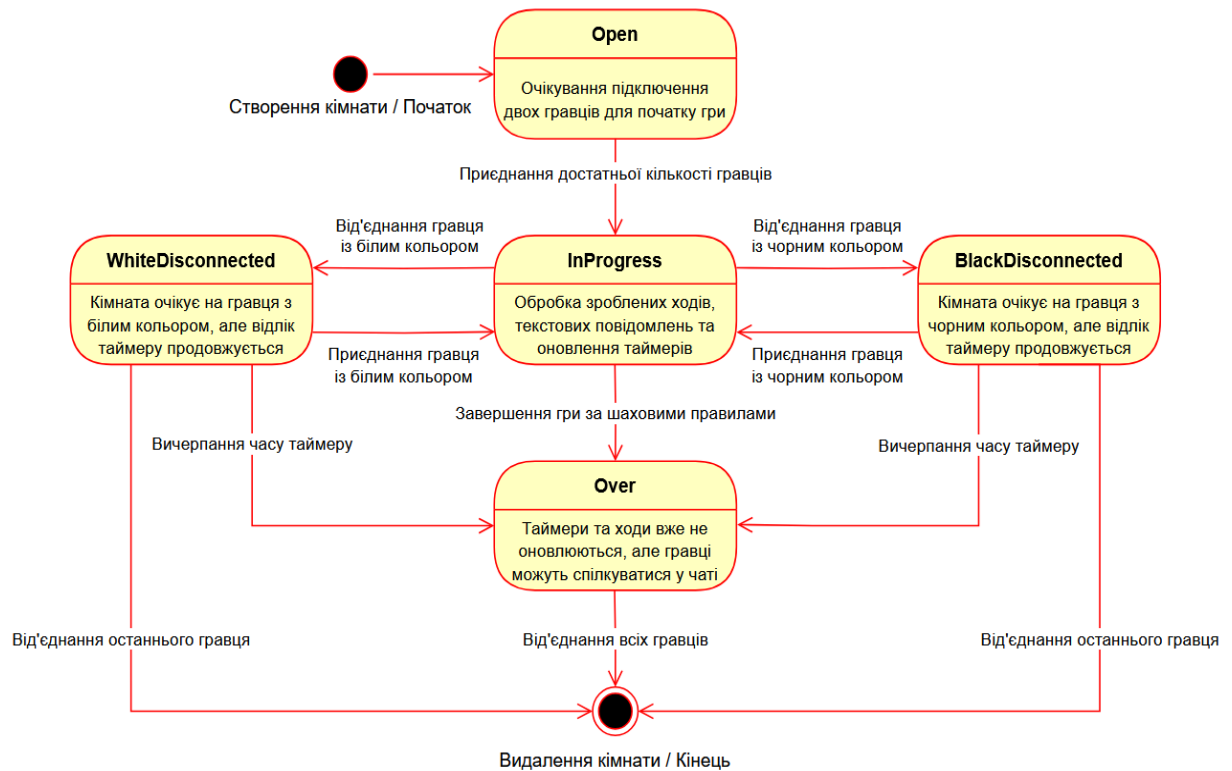 Open
Очікування підключення
двох гравців для початку гри
Створення кімнати / Початок
Приєднання достатньої кількості гравців
Від'єднання гравця
із білим кольором
Від'єднання гравця
із чорним кольором
WhiteDisconnected
Кімната очікує на гравця з
білим кольором, але відлік
таймеру продовжується
InProgress
Обробка зроблених ходів,
текстових повідомлень та
оновлення таймерів
BlackDisconnected
Кімната очікує на гравця з
чорним кольором, але відлік
таймеру продовжується
Приєднання гравця
із білим кольором
Приєднання гравця
із чорним кольором
Завершення гри за шаховими правилами
Вичерпання часу таймеру
Вичерпання часу таймеру
Over
Таймери та ходи вже не
оновлюються, але гравці
можуть спілкуватися у чаті
Від'єднання останнього гравця
Від'єднання всіх гравців
Від'єднання останнього гравця
Видалення кімнати / Кінець